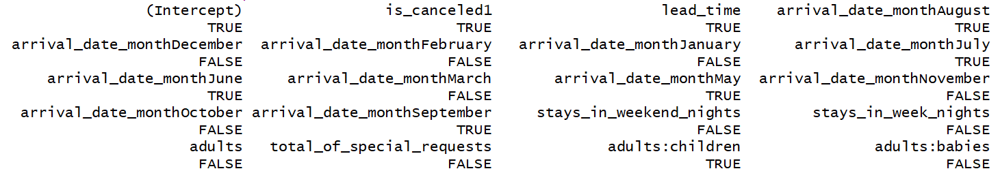 (Intercept) is_canceled1 lead_time arrival_date_monthAugust
TRUE TRUE TRUE TRUE
arrival_date_monthDecember arrival_date_monthFebruary arrival_date_monthJanuary arrival_date_monthJuly
FALSE FALSE FALSE TRUE
arrival_date_monthJune arrival_date_monthMarch arrival_date_monthMay arrival_date_monthNovember
TRUE FALSE TRUE FALSE
arrival_date_monthOctober arrival_date_monthSeptember stays_in_weekend_nights stays_in_week_nights
FALSE TRUE FALSE FALSE
adults total_of_special_requests adults:children adults:babies
FALSE FALSE TRUE FALSE